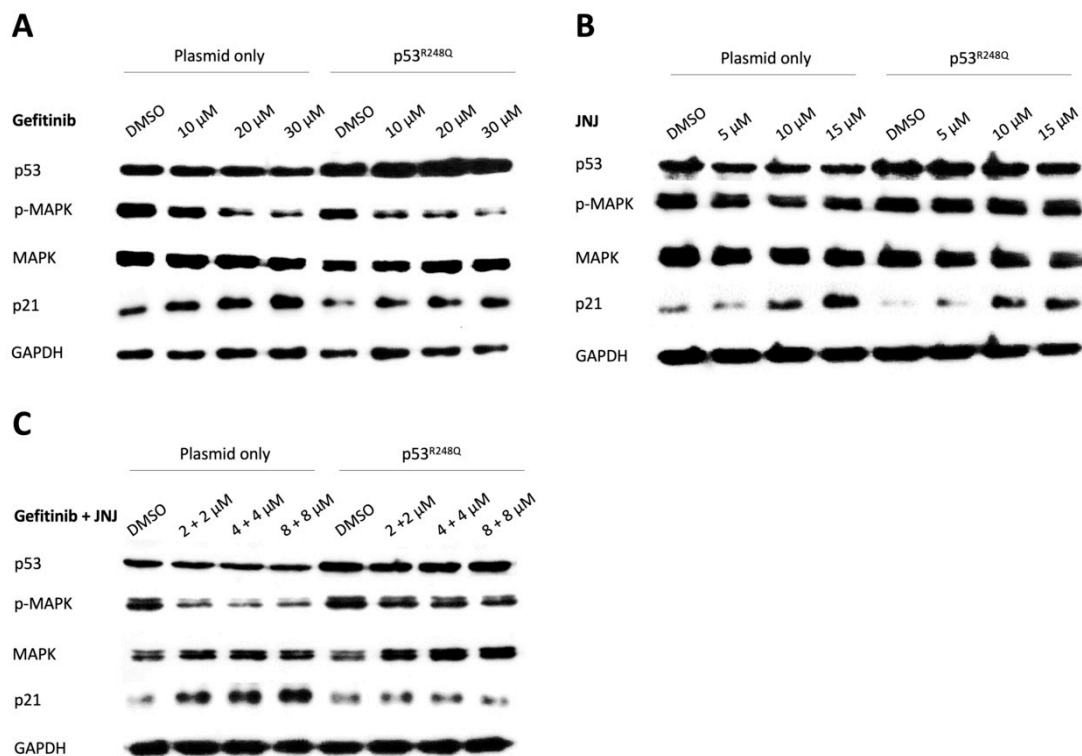 A
Plasmid only p53R248Q
Gefitinib DMSO 10 μM 20 μM 30 μM DMSO 10 μM 20 μM 30 μM
p53
p-MAPK
MAPK
p21
GAPDH
B
Plasmid only p53R248Q
JNJ DMSO 5 μM 10 μM 15 μM DMSO 5 μM 10 μM 15 μM
p53
p-MAPK
MAPK
p21
GAPDH
C
Plasmid only p53R248Q
Gefitinib + JNJ DMSO 2 + 2 μM 4 + 4 μM 8 + 8 μM DMSO 2 +2 μM 4 + 4 μM 8 + 8 μM
p53
p-MAPK
MAPK
p21
GAPDH